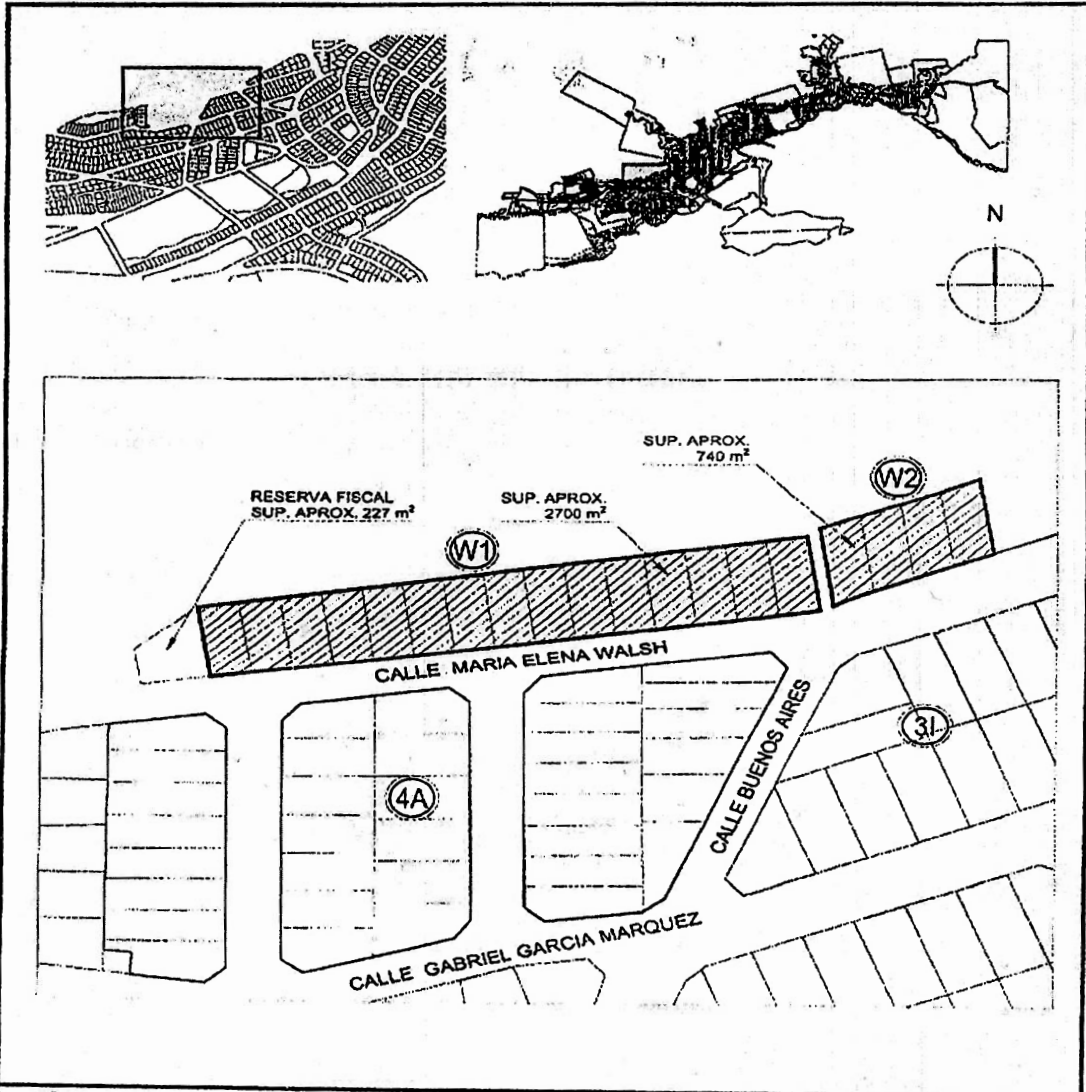 N
SUP. APROX.
740 m²
W2
RESERVA FISCAL
SUP. APROX. 227 m²
SUP. APROX.
2700 m²
W1
CALLE MARIA ELENA WALSH
CALLE BUENOS AIRES
3I
4A
CALLE GABRIEL GARCIA MARQUEZ